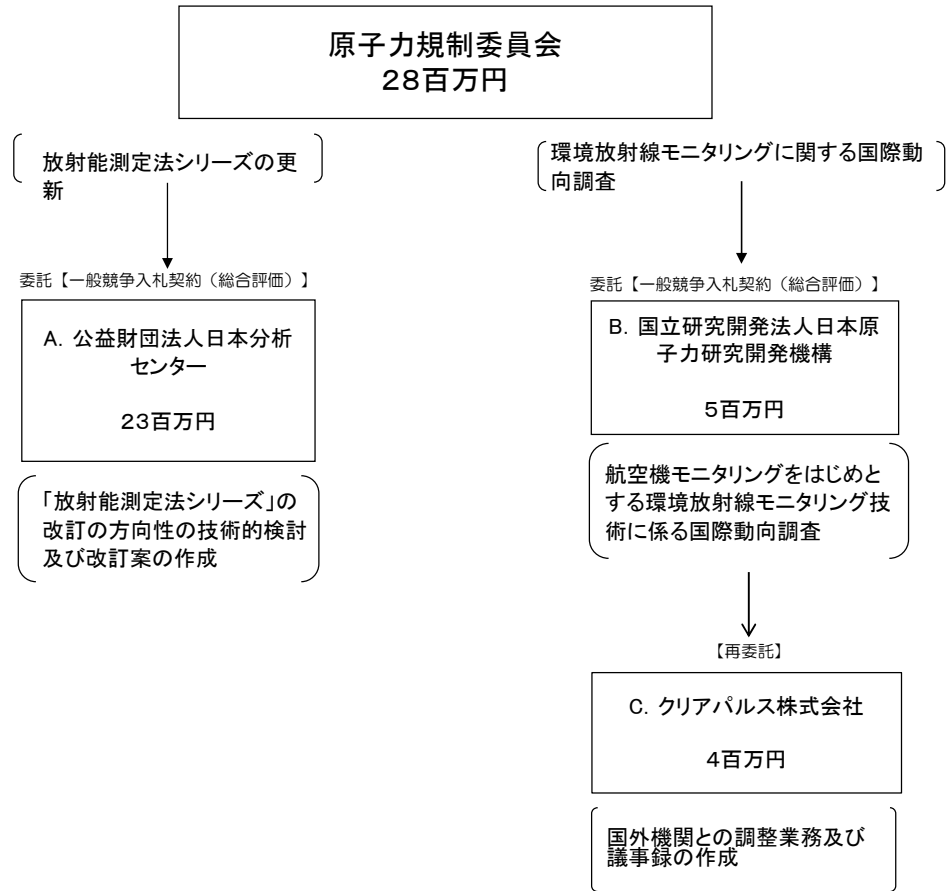 原子力規制委員会
28百万円
放射能測定法シリーズの更
新
委託【一般競争入札契約（総合評価）】
A. 公益財団法人日本分析
センター
23百万円
「放射能測定法シリーズ」の
改訂の方向性の技術的検討
及び改訂案の作成
環境放射線モニタリングに関する国際動
向調査
委託【一般競争入札契約（総合評価）】
B. 国立研究開発法人日本原
子力研究開発機構
5百万円
航空機モニタリングをはじめと
する環境放射線モニタリング技
術に係る国際動向調査
【再委託】
C. クリアパルス株式会社
4百万円
国外機関との調整業務及び
議事録の作成